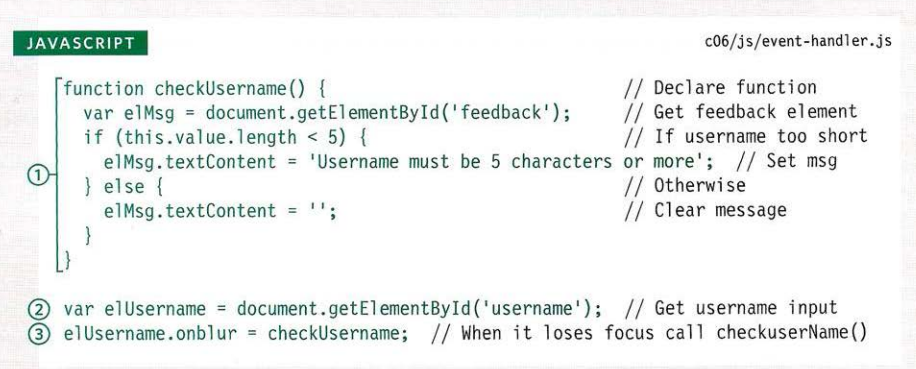 JAVASCRIPT c06/js/event-handler.js
function checkUsername() { // Declare function
var elMsg = document.getElementById('feedback'); // Get feedback element
if (this.value.length < 5) { // If username too short
elMsg.textContent = 'Username must be 5 characters or more'; // Set msg
① } else { // Otherwise
elMsg.textContent = ''; // Clear message
}
}
② var elUsername = document.getElementById('username'); // Get username input
③ elUsername.onblur = checkUsername; // When it loses focus call checkuserName()